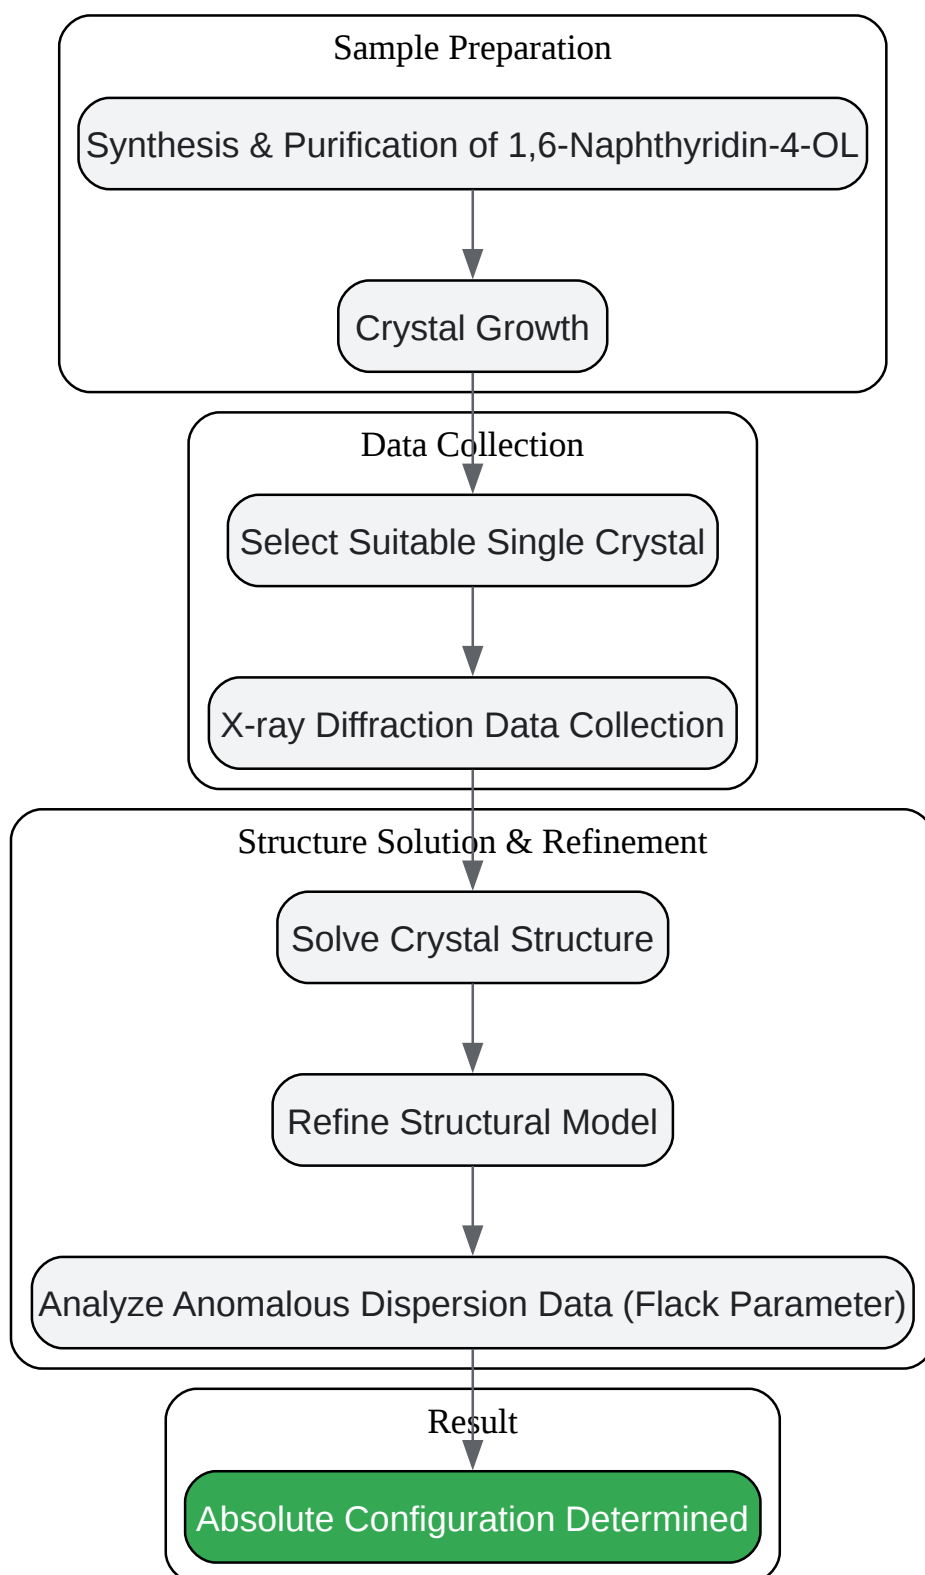 Sample Preparation
Synthesis & Purification of 1,6-Naphthyridin-4-OL
Crystal Growth
Data Collection
Select Suitable Single Crystal
X-ray Diffraction Data Collection
Structure Solution & Refinement
Solve Crystal Structure
Refine Structural Model
Analyze Anomalous Dispersion Data (Flack Parameter)
Result
Absolute Configuration Determined